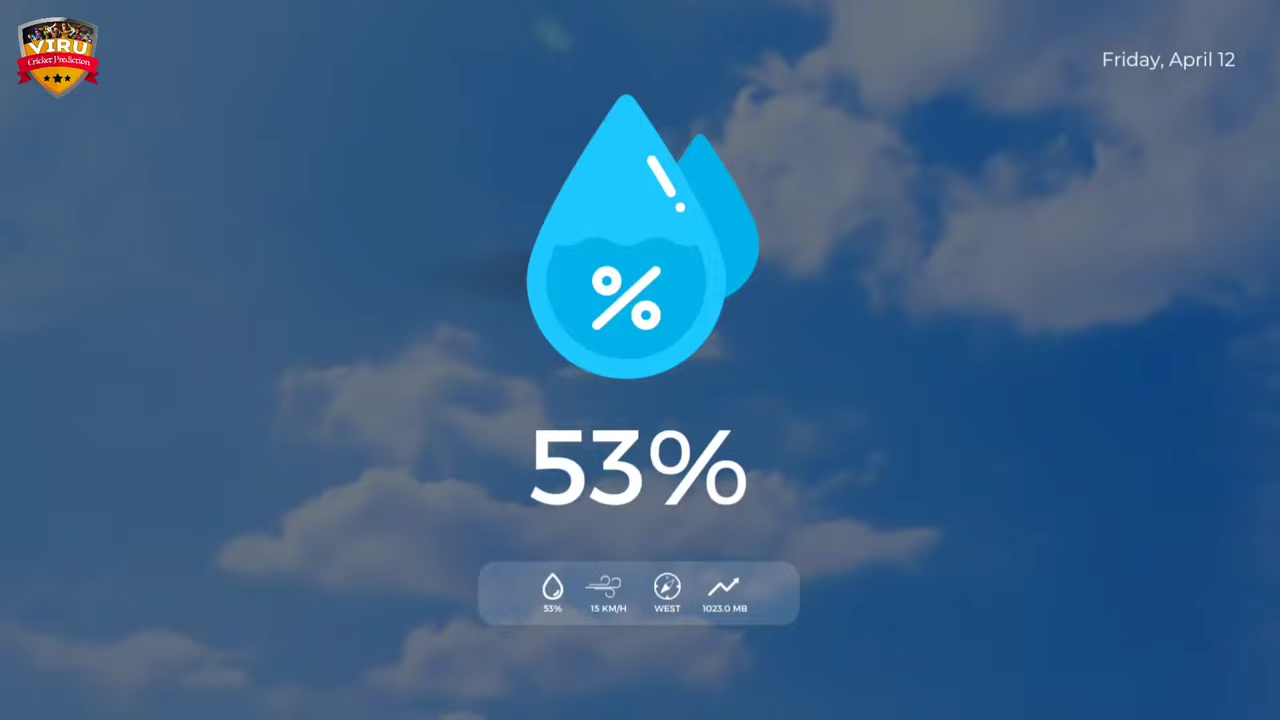 VIRU
Cricket Prediction
Friday, April 12
%
53%
53%
15 KM/H
WEST
1023.0 MB